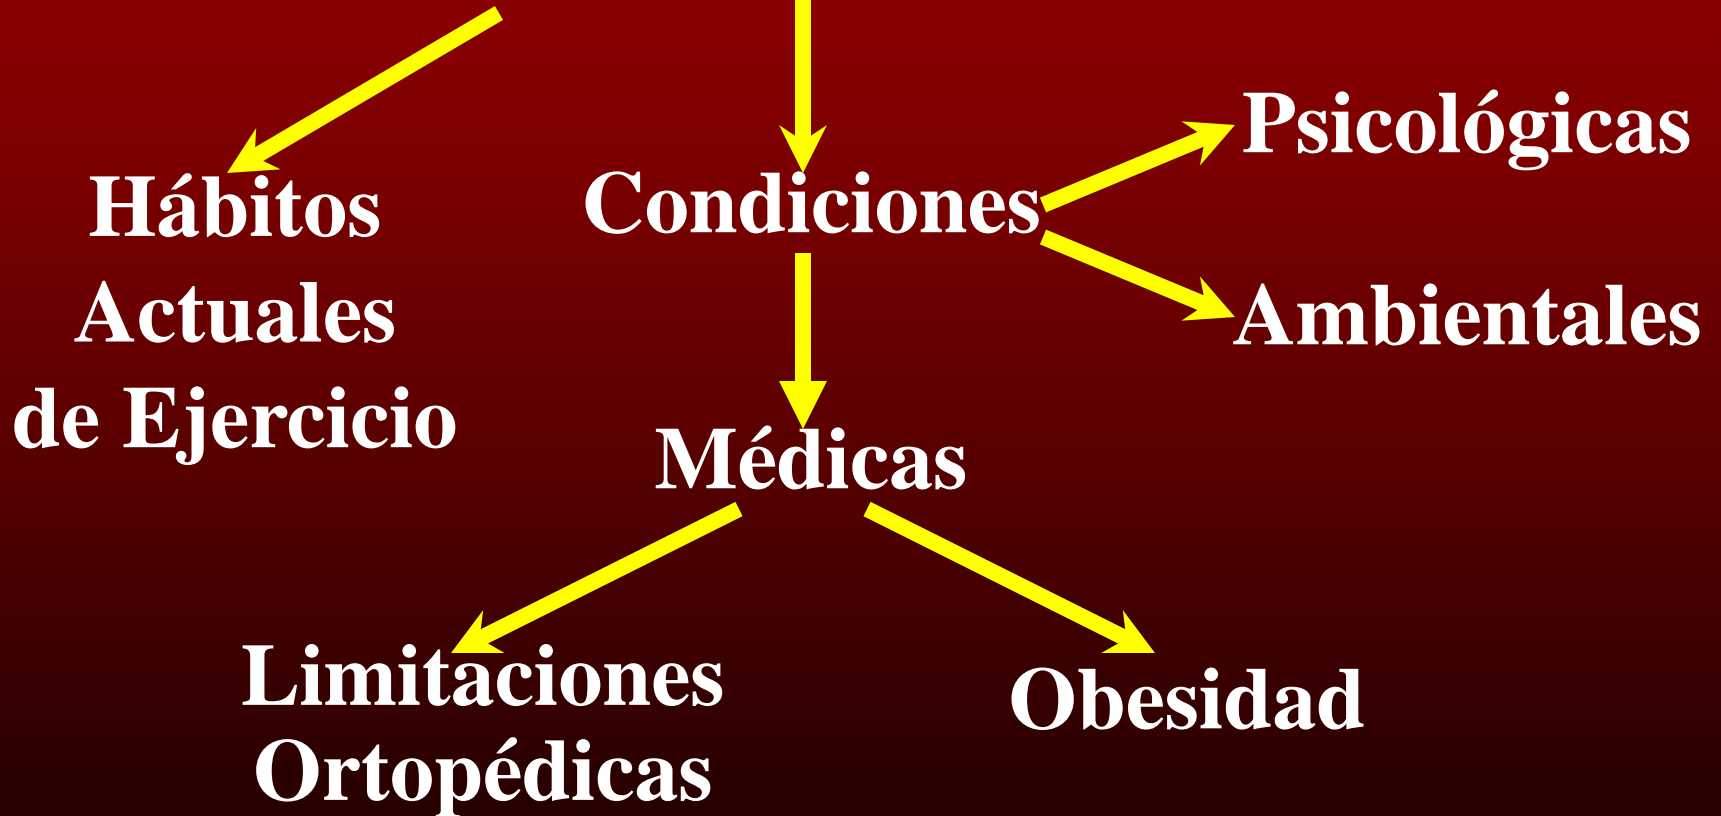 Hábitos
Actuales
de Ejercicio
Condiciones
Psicológicas
Ambientales
Médicas
Limitaciones
Ortopédicas
Obesidad